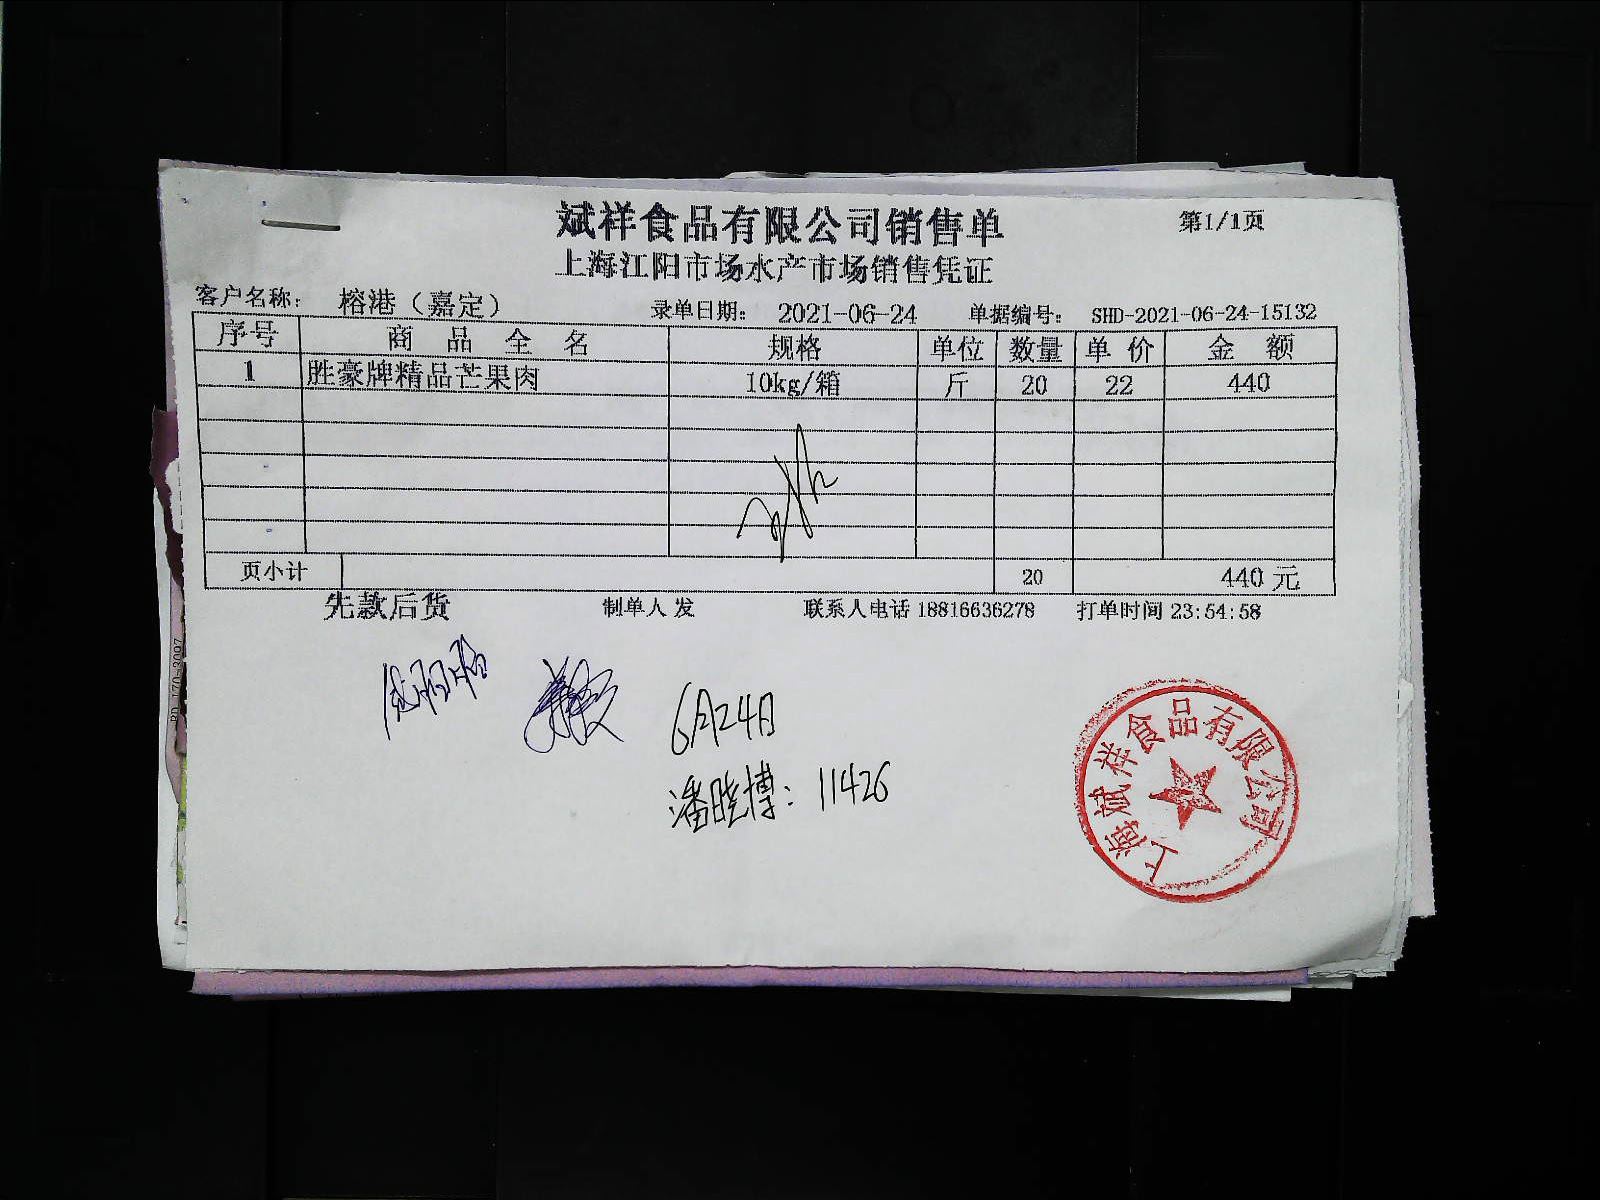 斌祥食品有限公司销售单 第1/1页
上海江阳市场水产市场销售凭证
客户名称： 榕港（嘉定） 录单日期： 2021-06-24 单据编号： SHD-2021-06-24-15132
序号 商品全名 规格 单位 数量 单价 金额
1 胜豪牌精品芒果肉 10kg/箱 斤 20 22 440
页小计 20 440 元
先款后货 制单人 发 联系人电话 18816636278 打单时间 23:54:58
6月24日
潘晓博：11426
上海斌祥食品有限公司